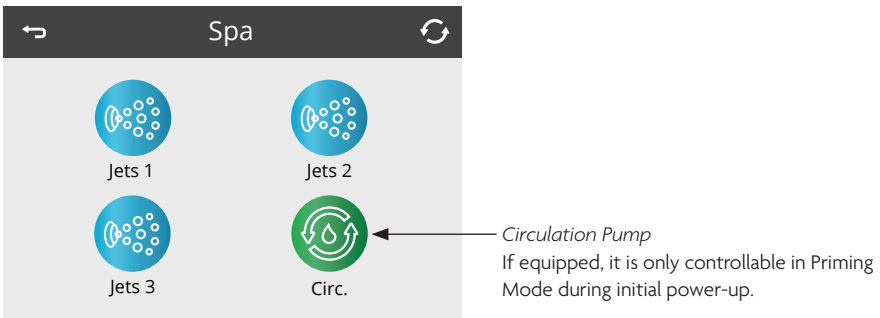 Spa
Jets 1
Jets 2
Jets 3
Circ.
Circulation Pump
If equipped, it is only controllable in Priming
Mode during initial power-up.